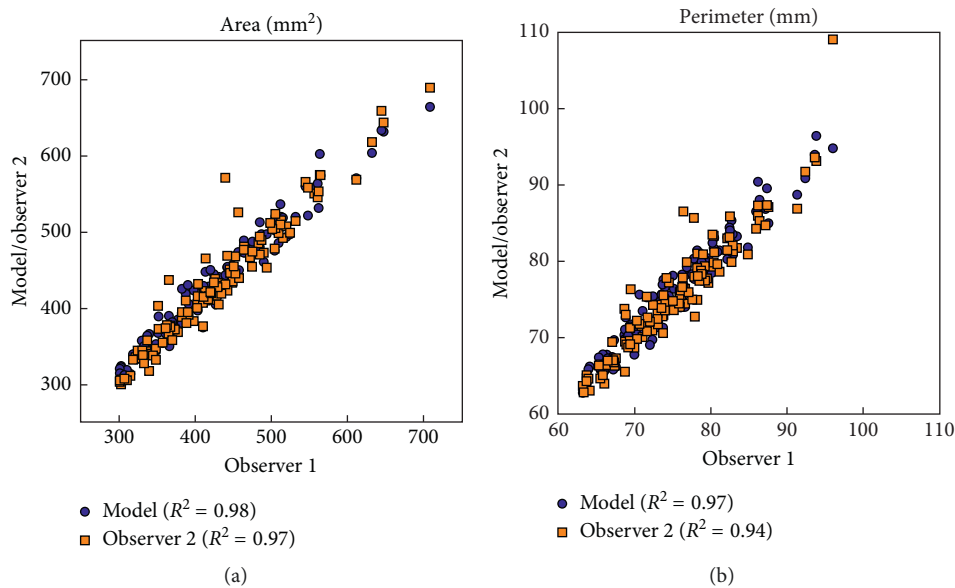 Area (mm²)
700
600
500
400
300
Model/observer 2
300 400 500 600 700
Observer 1
Model (R² = 0.98)
Observer 2 (R² = 0.97)
(a)
Perimeter (mm)
110
100
90
80
70
60
Model/observer 2
60 70 80 90 100 110
Observer 1
Model (R² = 0.97)
Observer 2 (R² = 0.94)
(b)